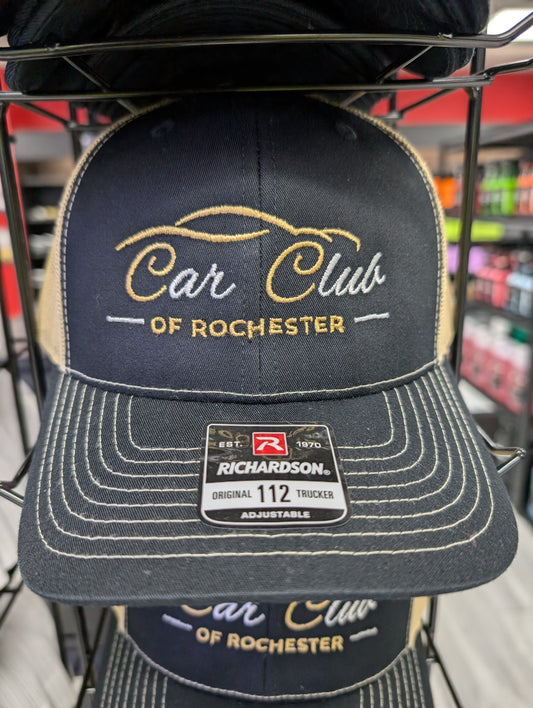 Car Club
OF ROCHESTER
EST. R 1970
RICHARDSON®
ORIGINAL 112 TRUCKER
ADJUSTABLE
Car Club
OF ROCHESTER